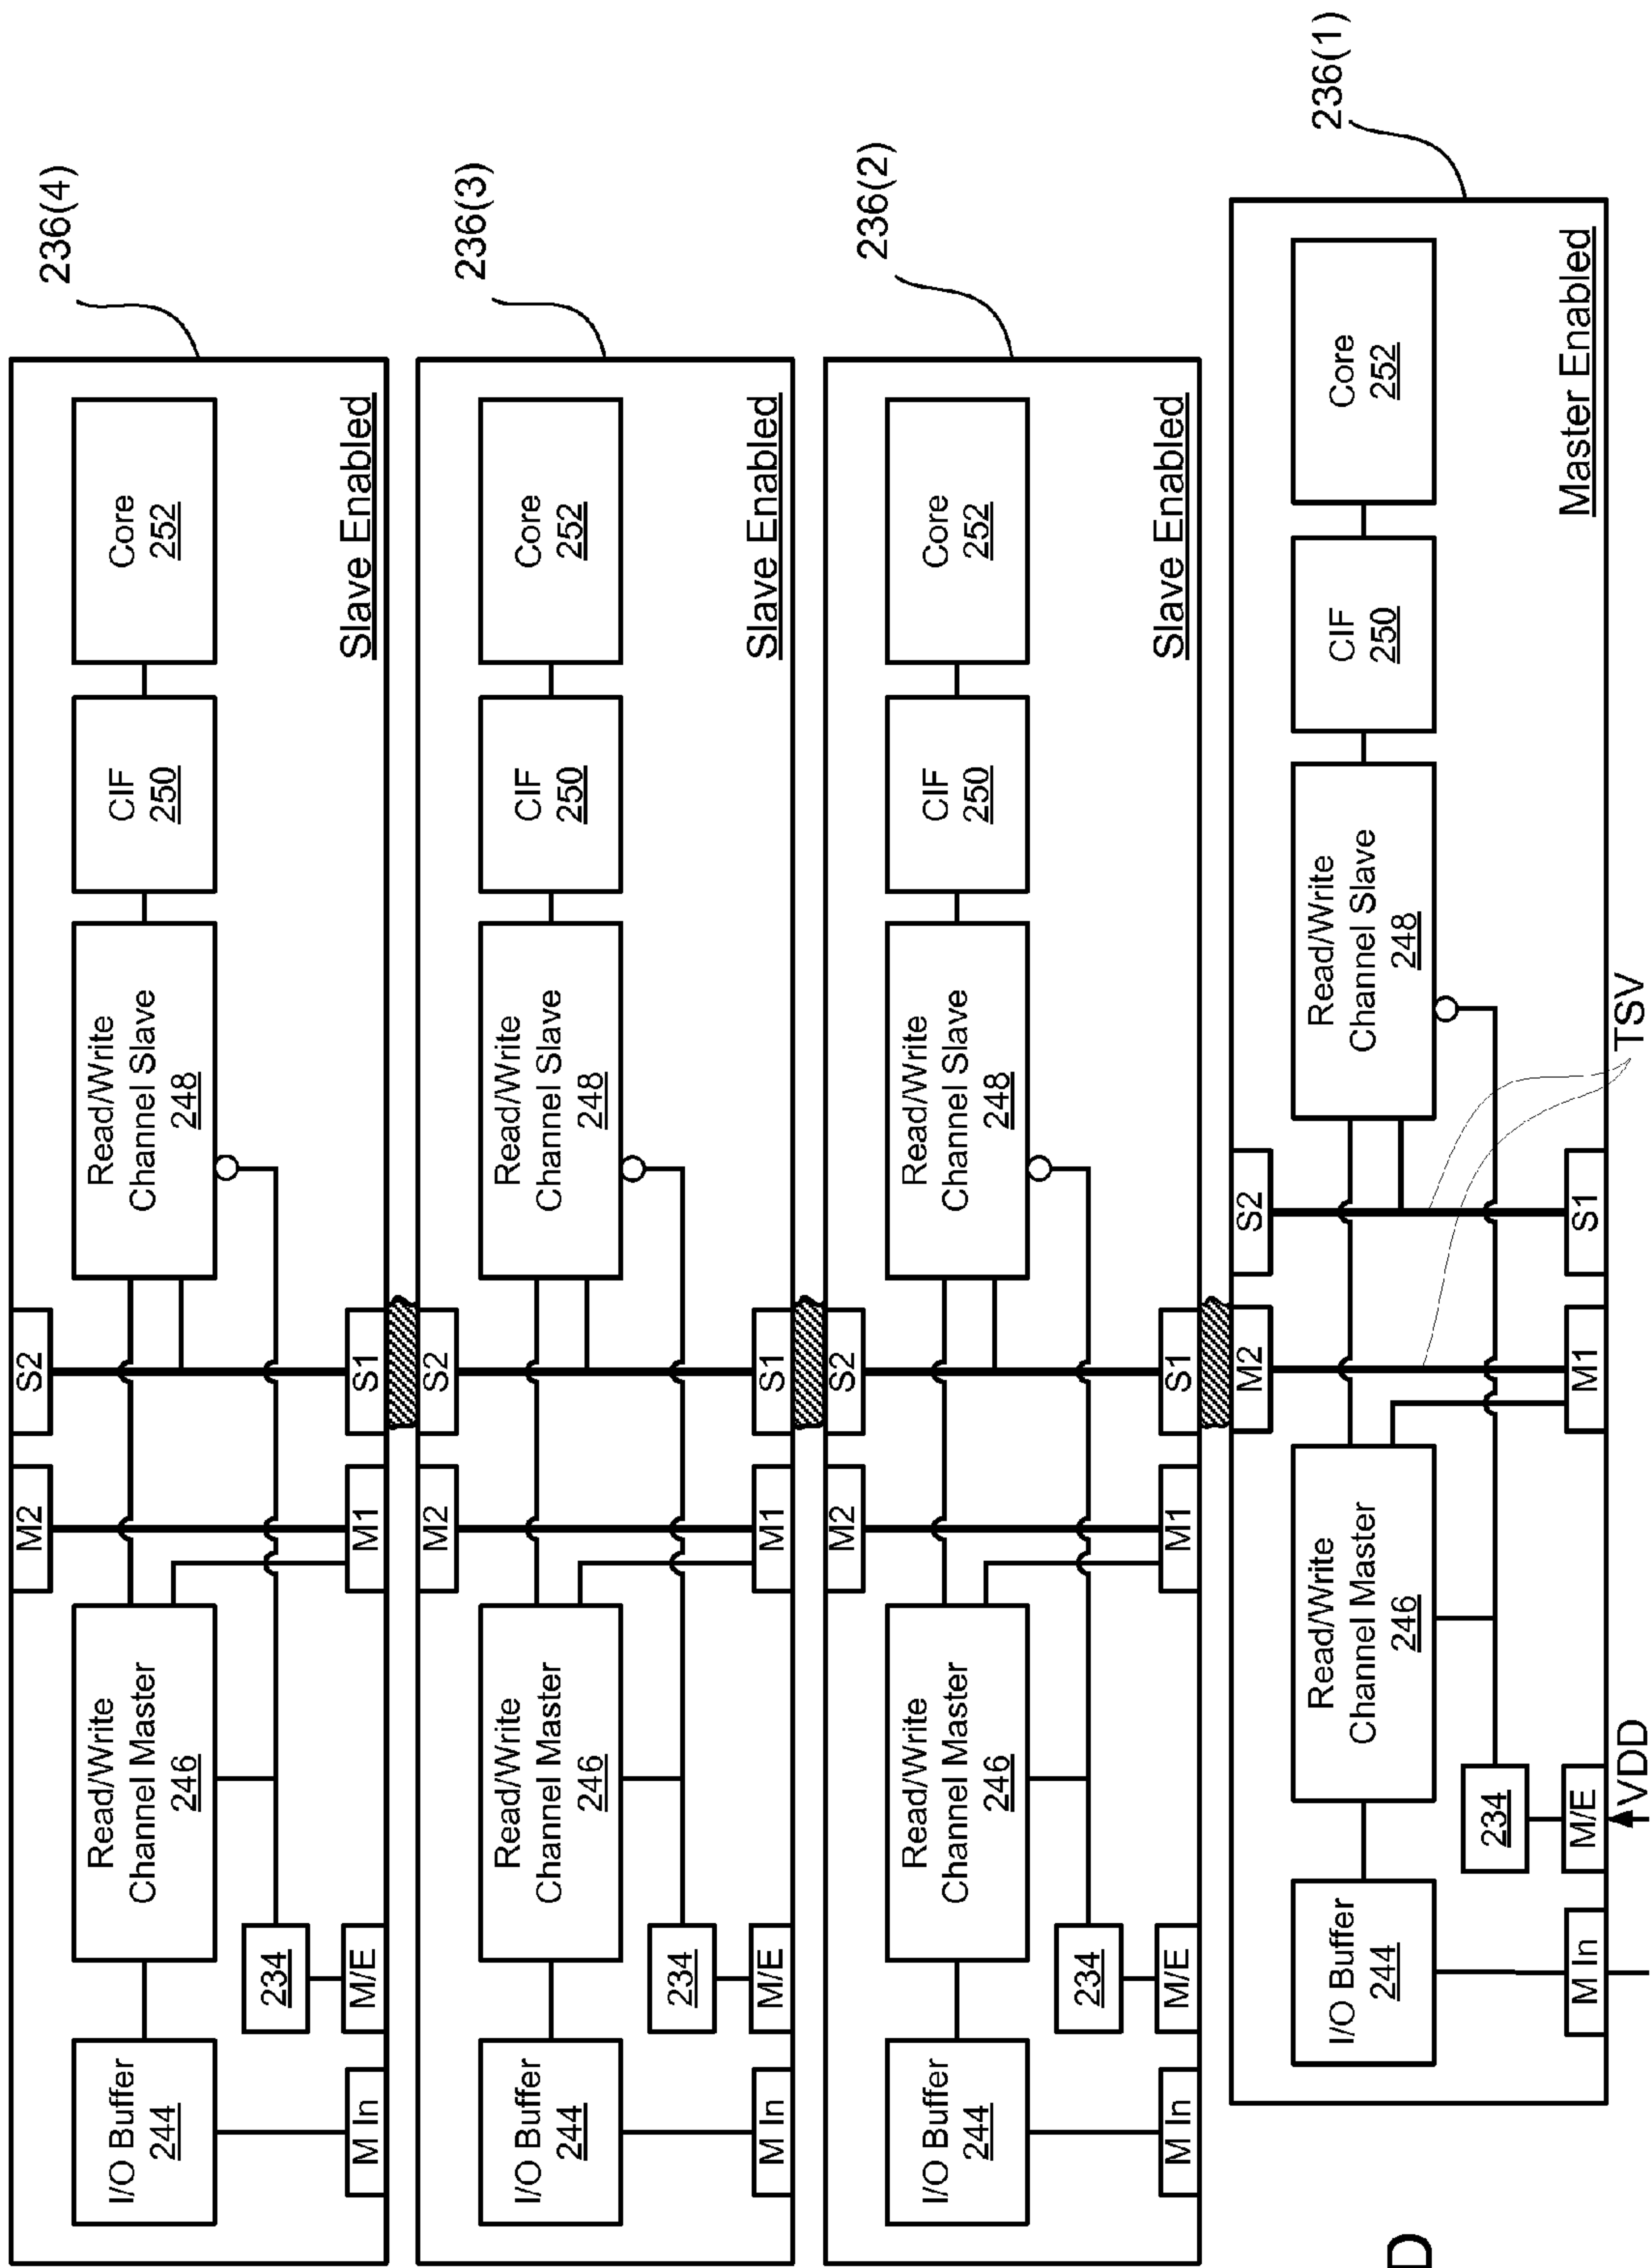 236(4)
S2
M2
Core
252
CIF
250
Read/Write
Channel Slave
248
Read/Write
Channel Master
246
I/O Buffer
244
234
Slave Enabled
S1
M1
M/E
M In
236(3)
S2
M2
Core
252
CIF
250
Read/Write
Channel Slave
248
Read/Write
Channel Master
246
I/O Buffer
244
234
Slave Enabled
S1
M1
M/E
M In
236(2)
S2
M2
Core
252
CIF
250
Read/Write
Channel Slave
248
Read/Write
Channel Master
246
I/O Buffer
244
234
Slave Enabled
S1
M1
M/E
M In
236(1)
S2
M2
Core
252
CIF
250
Read/Write
Channel Slave
248
Read/Write
Channel Master
246
I/O Buffer
244
234
Master Enabled
S1
M1
M/E
M In
TSV
VDD
D